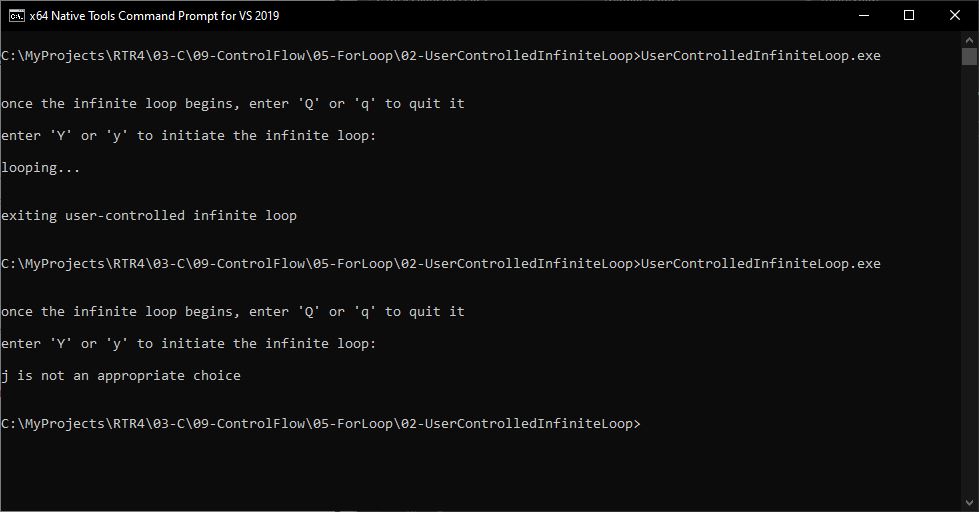 x64 Native Tools Command Prompt for VS 2019
C:\MyProjects\RTR4\03-C\09-ControlFlow\05-ForLoop\02-UserControlledInfiniteLoop>UserControlledInfiniteLoop.exe
once the infinite loop begins, enter 'Q' or 'q' to quit it
enter 'Y' or 'y' to initiate the infinite loop:
looping...
exiting user-controlled infinite loop
C:\MyProjects\RTR4\03-C\09-ControlFlow\05-ForLoop\02-UserControlledInfiniteLoop>UserControlledInfiniteLoop.exe
once the infinite loop begins, enter 'Q' or 'q' to quit it
enter 'Y' or 'y' to initiate the infinite loop:
j is not an appropriate choice
C:\MyProjects\RTR4\03-C\09-ControlFlow\05-ForLoop\02-UserControlledInfiniteLoop>